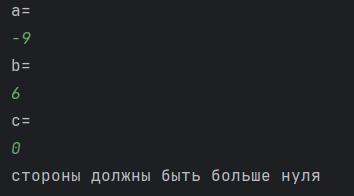 a=
-9
b=
6
c=
0
стороны должны быть больше нуля